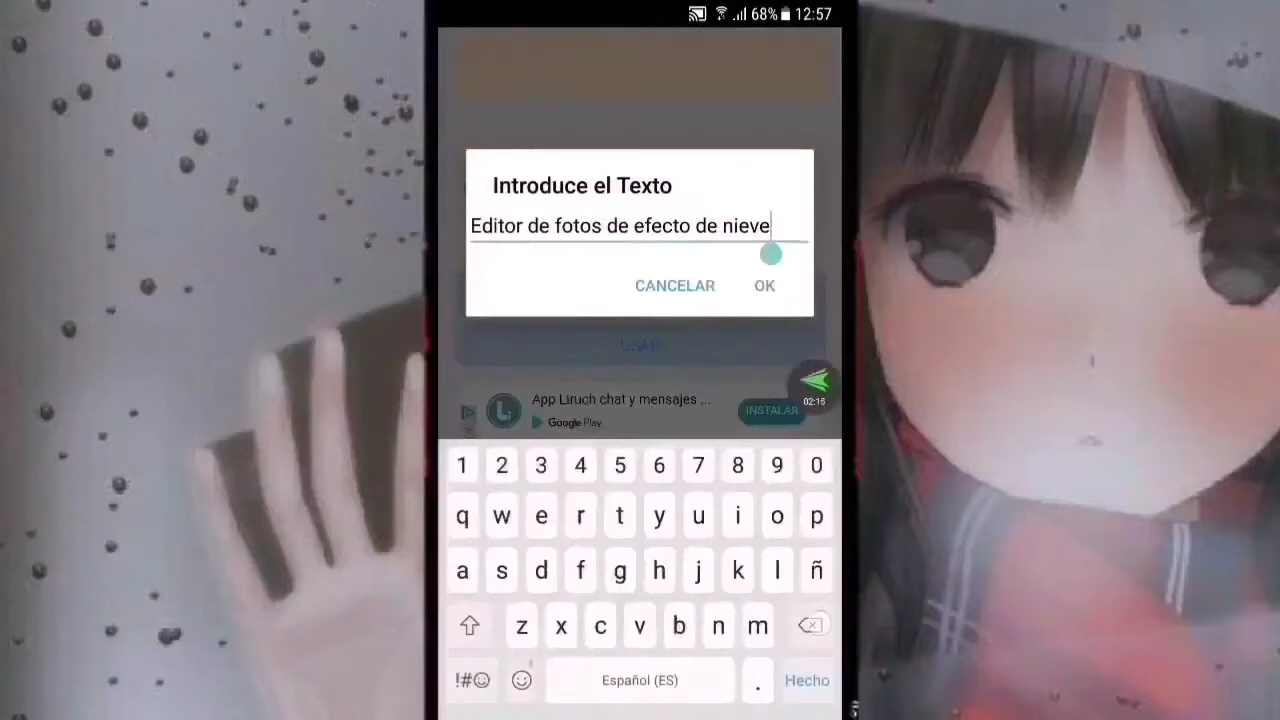 68% 12:57
Introduce el Texto
Editor de fotos de efecto de nieve
CANCELAR OK
App Liruch chat y mensajes ...
Google Play
INSTALAR
02:16
1 2 3 4 5 6 7 8 9 0
q w e r t y u i o p
a s d f g h j k l ñ
z x c v b n m
!#☺ Español (ES) . Hecho